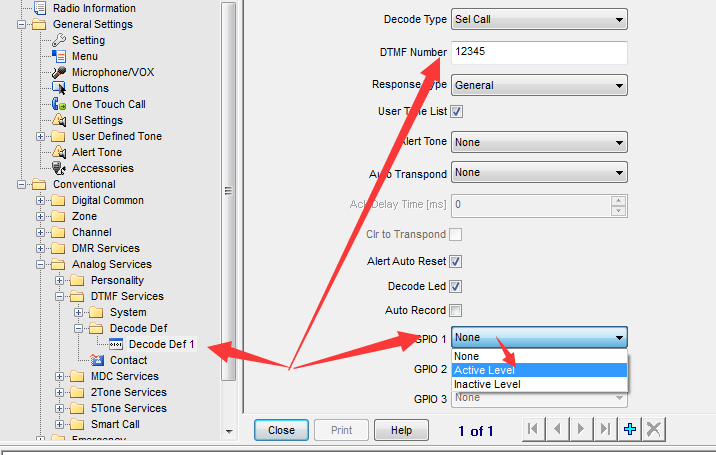 Radio Information
General Settings
Setting
Menu
Microphone/VOX
Buttons
One Touch Call
UI Settings
User Defined Tone
Alert Tone
Accessories
Conventional
Digital Common
Zone
Channel
DMR Services
Analog Services
Personality
DTMF Services
System
Decode Def
Decode Def 1
Contact
MDC Services
2Tone Services
5Tone Services
Smart Call
Emergency
Decode Type Sel Call
DTMF Number 12345
Response Type General
User Tone List
Alert Tone None
Auto Transpond None
Ack Delay Time [ms] 0
Clr to Transpond
Alert Auto Reset
Decode Led
Auto Record
GPIO 1 None
None
GPIO 2 Active Level
Inactive Level
GPIO 3 None
Close Print Help 1 of 1